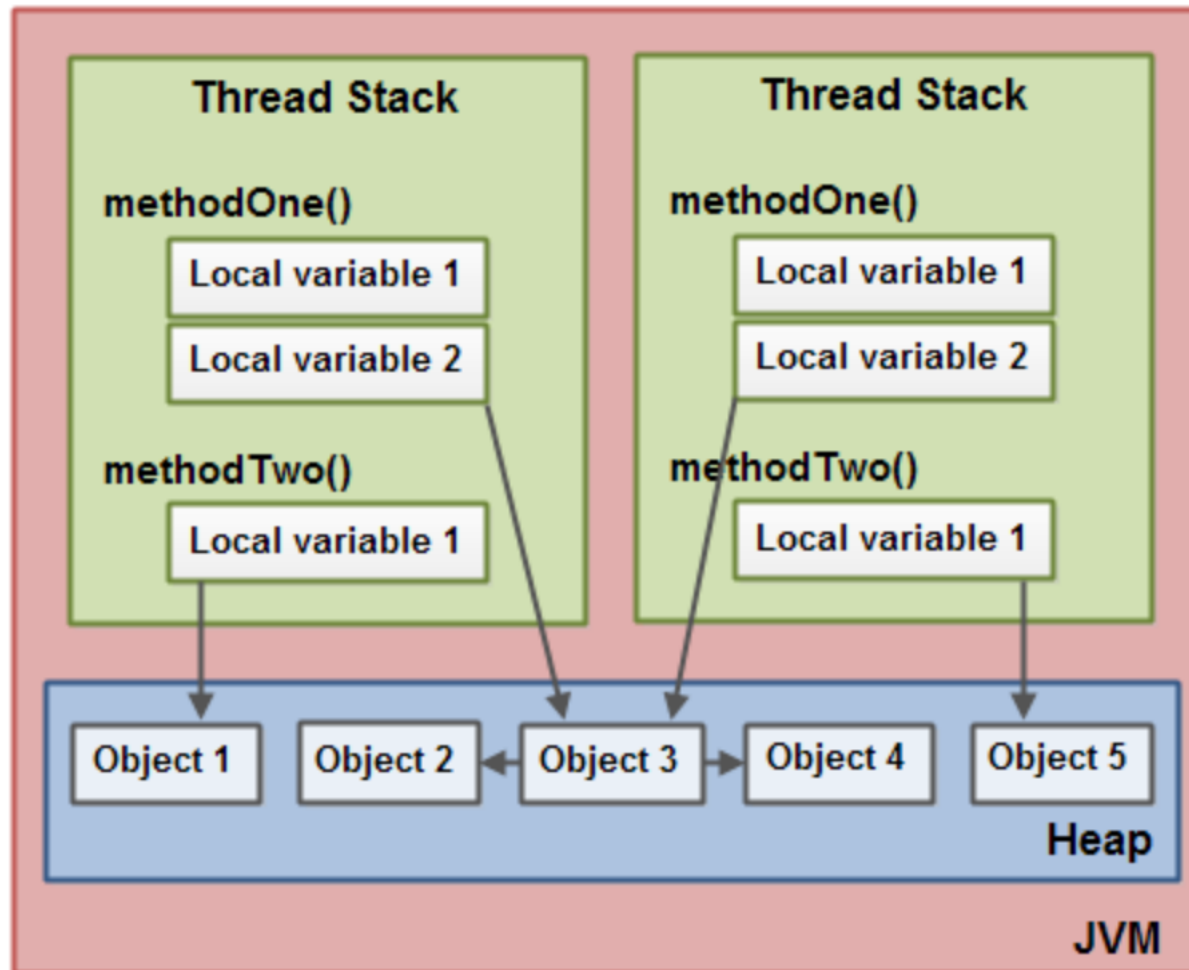 Thread Stack
methodOne()
Local variable 1
Local variable 2
methodTwo()
Local variable 1
Thread Stack
methodOne()
Local variable 1
Local variable 2
methodTwo()
Local variable 1
Object 1
Object 2
Object 3
Object 4
Object 5
Heap
JVM